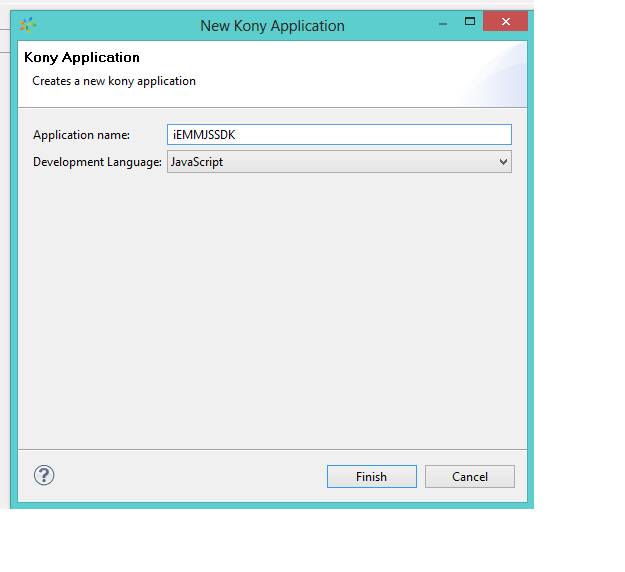 New Kony Application
Kony Application
Creates a new kony application
Application name: iEMMJSSDK
Development Language: JavaScript
?
Finish Cancel